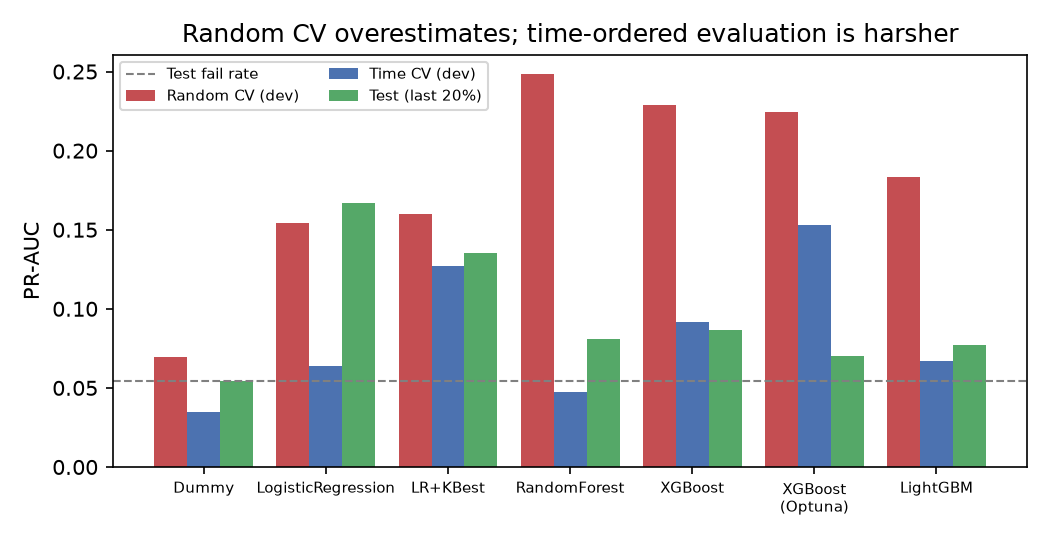 Random CV overestimates; time-ordered evaluation is harsher
Test fail rate
Random CV (dev)
Time CV (dev)
Test (last 20%)
PR-AUC
0.25
0.20
0.15
0.10
0.05
0.00
Dummy
LogisticRegression
LR+KBest
RandomForest
XGBoost
XGBoost
(Optuna)
LightGBM